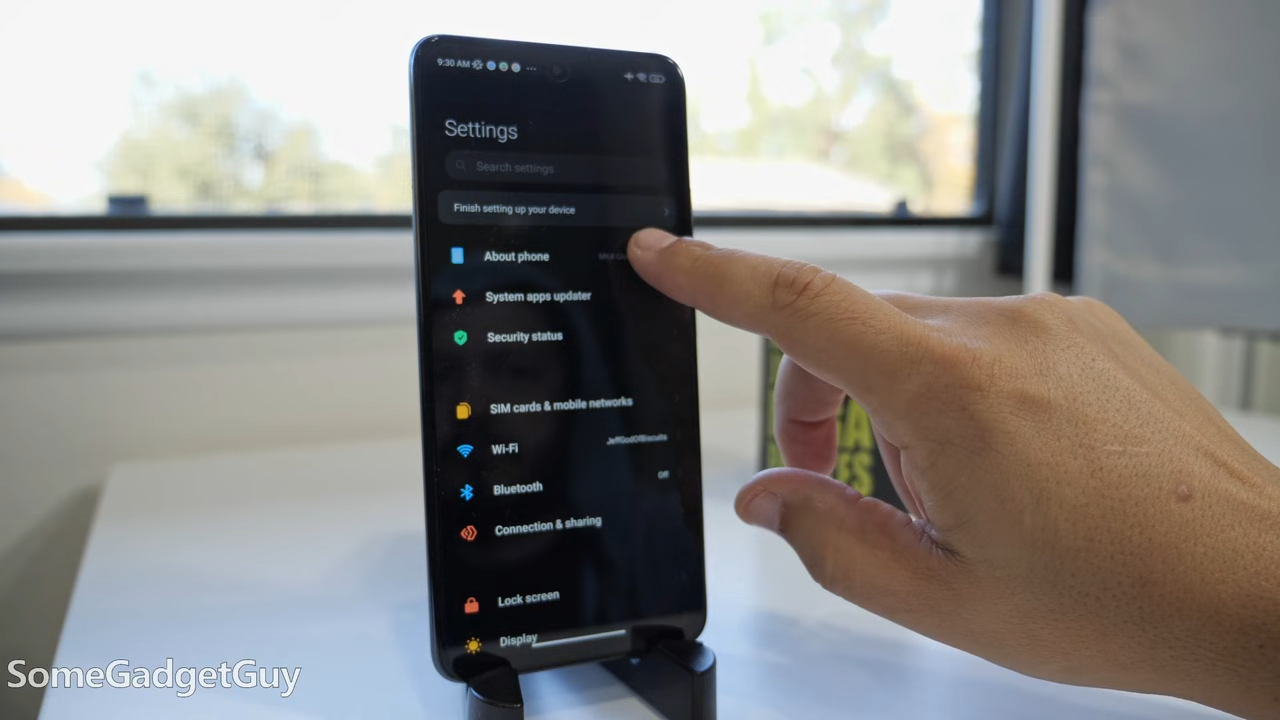 9:30 AM
Settings
Search settings
Finish setting up your device
About phone
System apps updater
Security status
SIM cards & mobile networks
Wi-Fi JeffGodOfBiscuits
Bluetooth Off
Connection & sharing
Lock screen
Display
SomeGadgetGuy